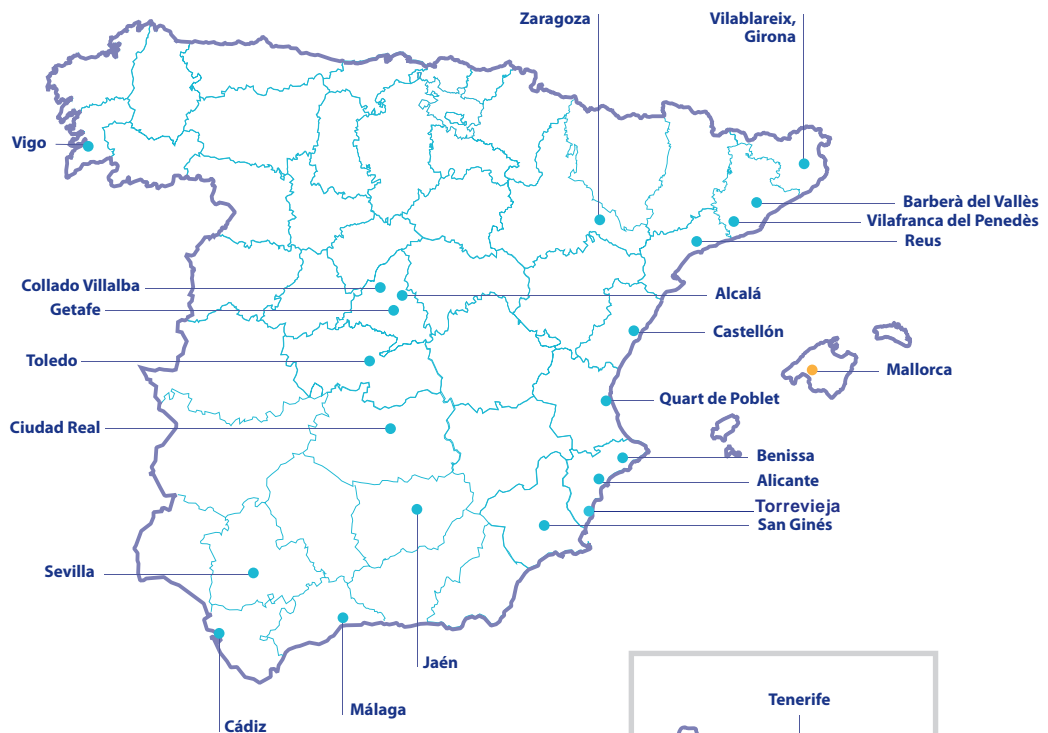 Zaragoza
Vilablareix,
Girona
Vigo
Barberà del Vallès
Vilafranca del Penedès
Reus
Collado Villalba
Alcalá
Getafe
Castellón
Toledo
Mallorca
Quart de Poblet
Ciudad Real
Benissa
Alicante
Torrevieja
San Ginés
Sevilla
Jaén
Tenerife
Málaga
Cádiz